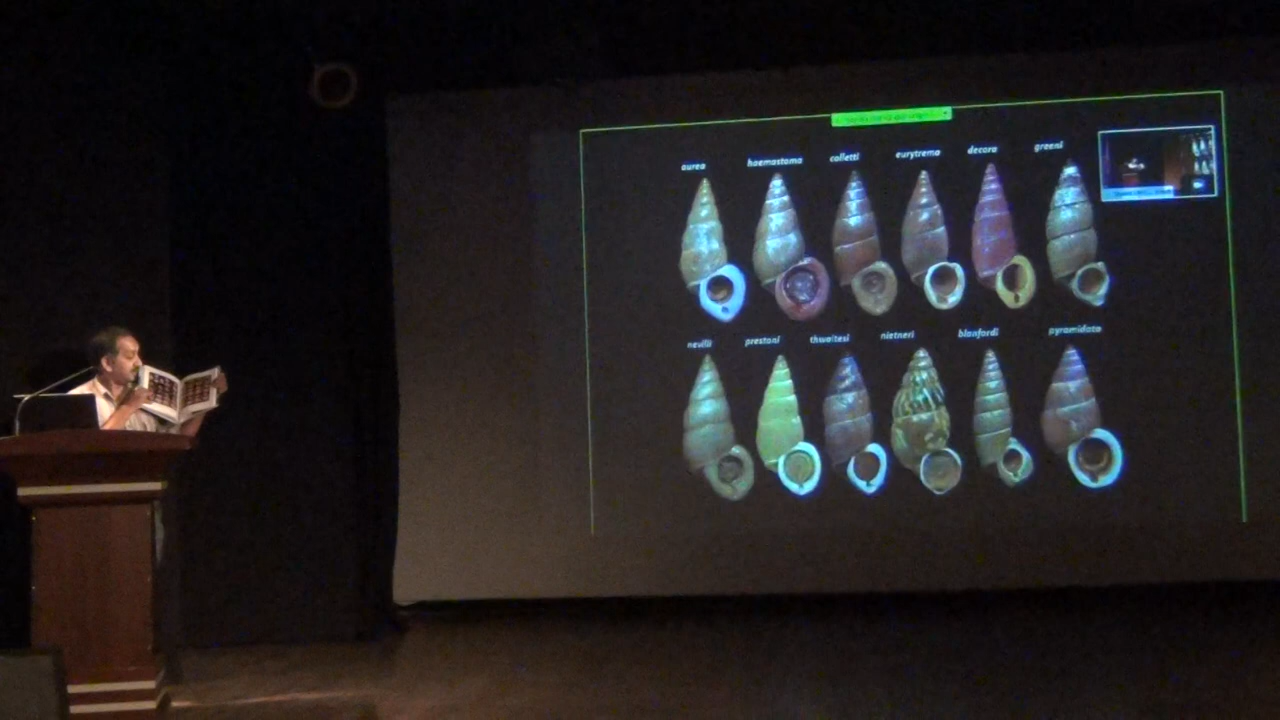 aurea haemastoma colletti eurytrema decora greeni
nevilli prestoni thwaitesi nietneri blanfordi pyramidata